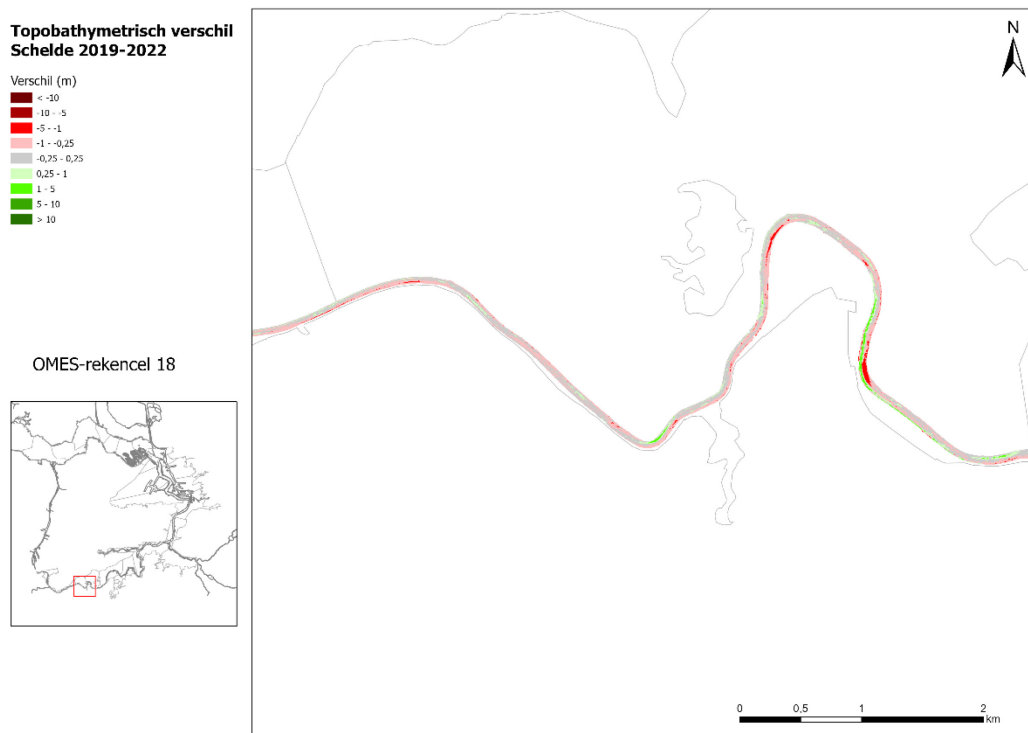 Topobathymetrisch verschil
Schelde 2019-2022
Verschil (m)
< -10
-10 - -5
-5 - -1
-1 - -0,25
-0,25 - 0,25
0,25 - 1
1 - 5
5 - 10
> 10
OMES-rekencel 18
N
0 0,5 1 2
km